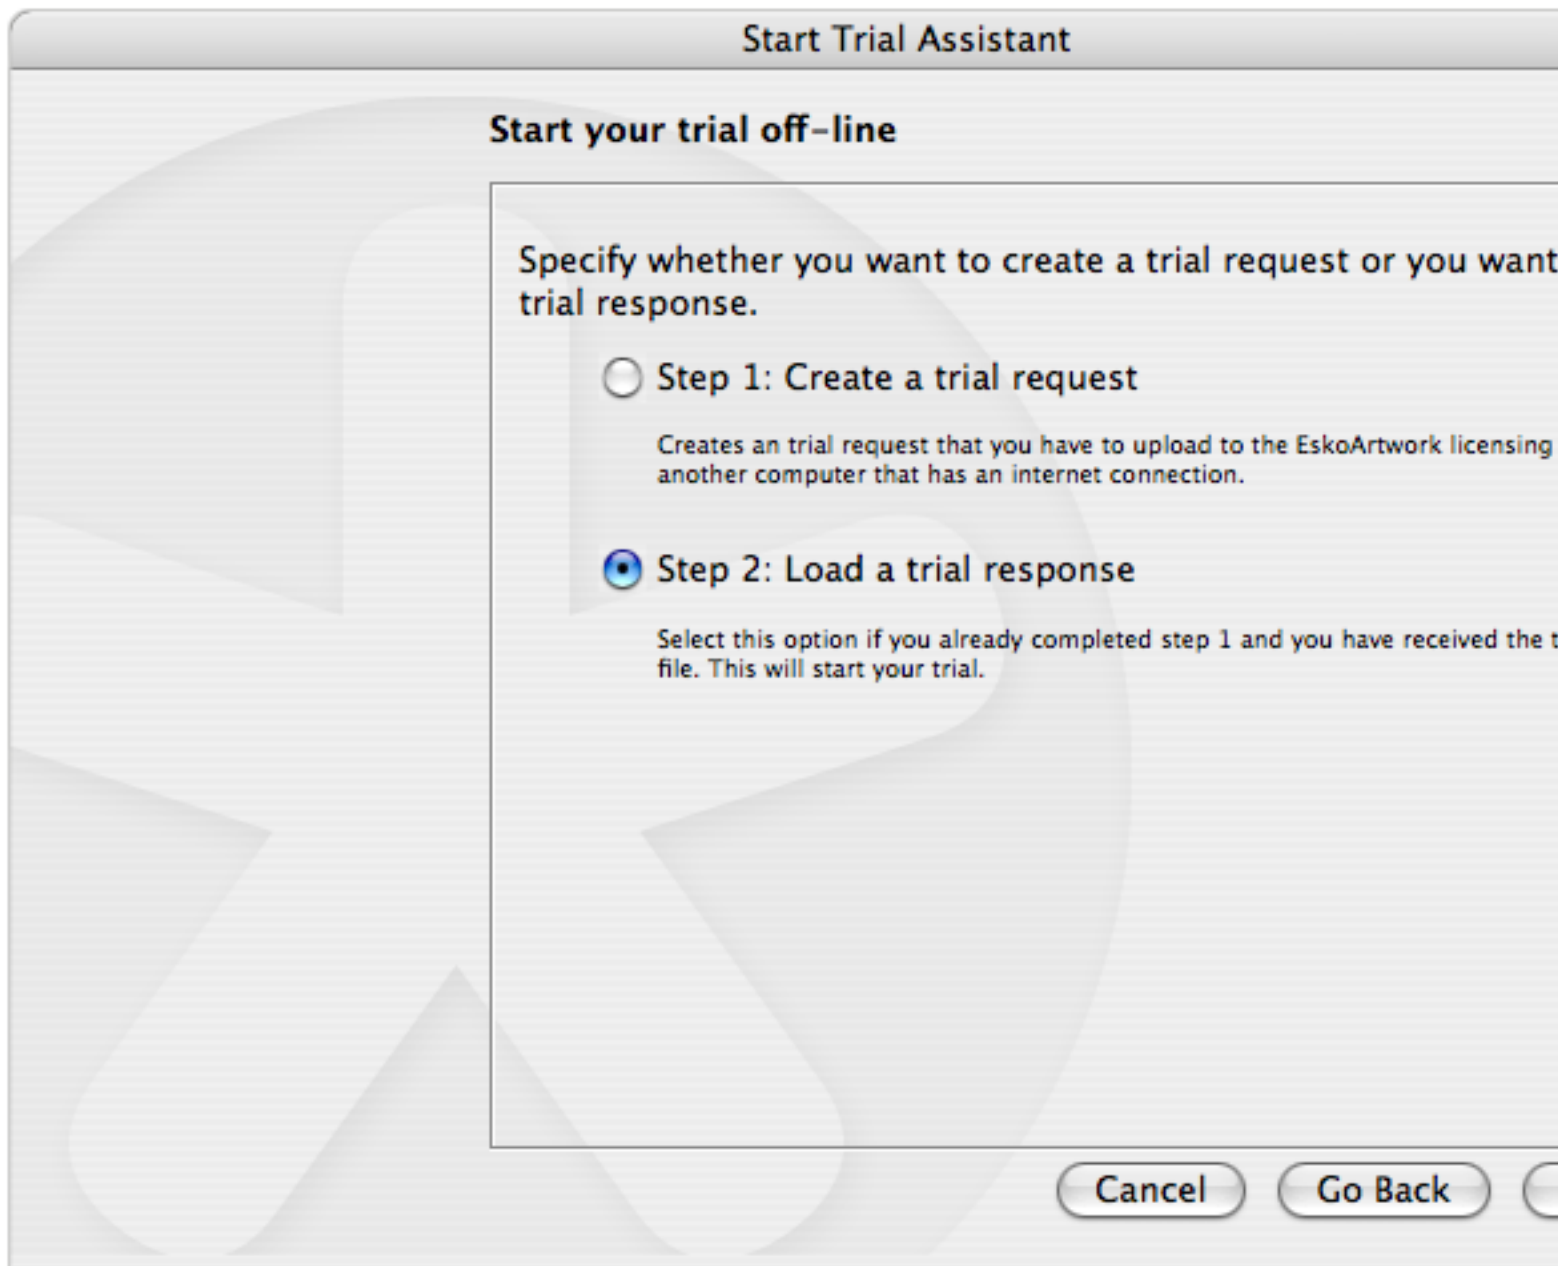 Start Trial Assistant
Start your trial off-line
Specify whether you want to create a trial request or you want
trial response.
Step 1: Create a trial request
Creates an trial request that you have to upload to the EskoArtwork licensing
another computer that has an internet connection.
Step 2: Load a trial response
Select this option if you already completed step 1 and you have received the
file. This will start your trial.
Cancel
Go Back